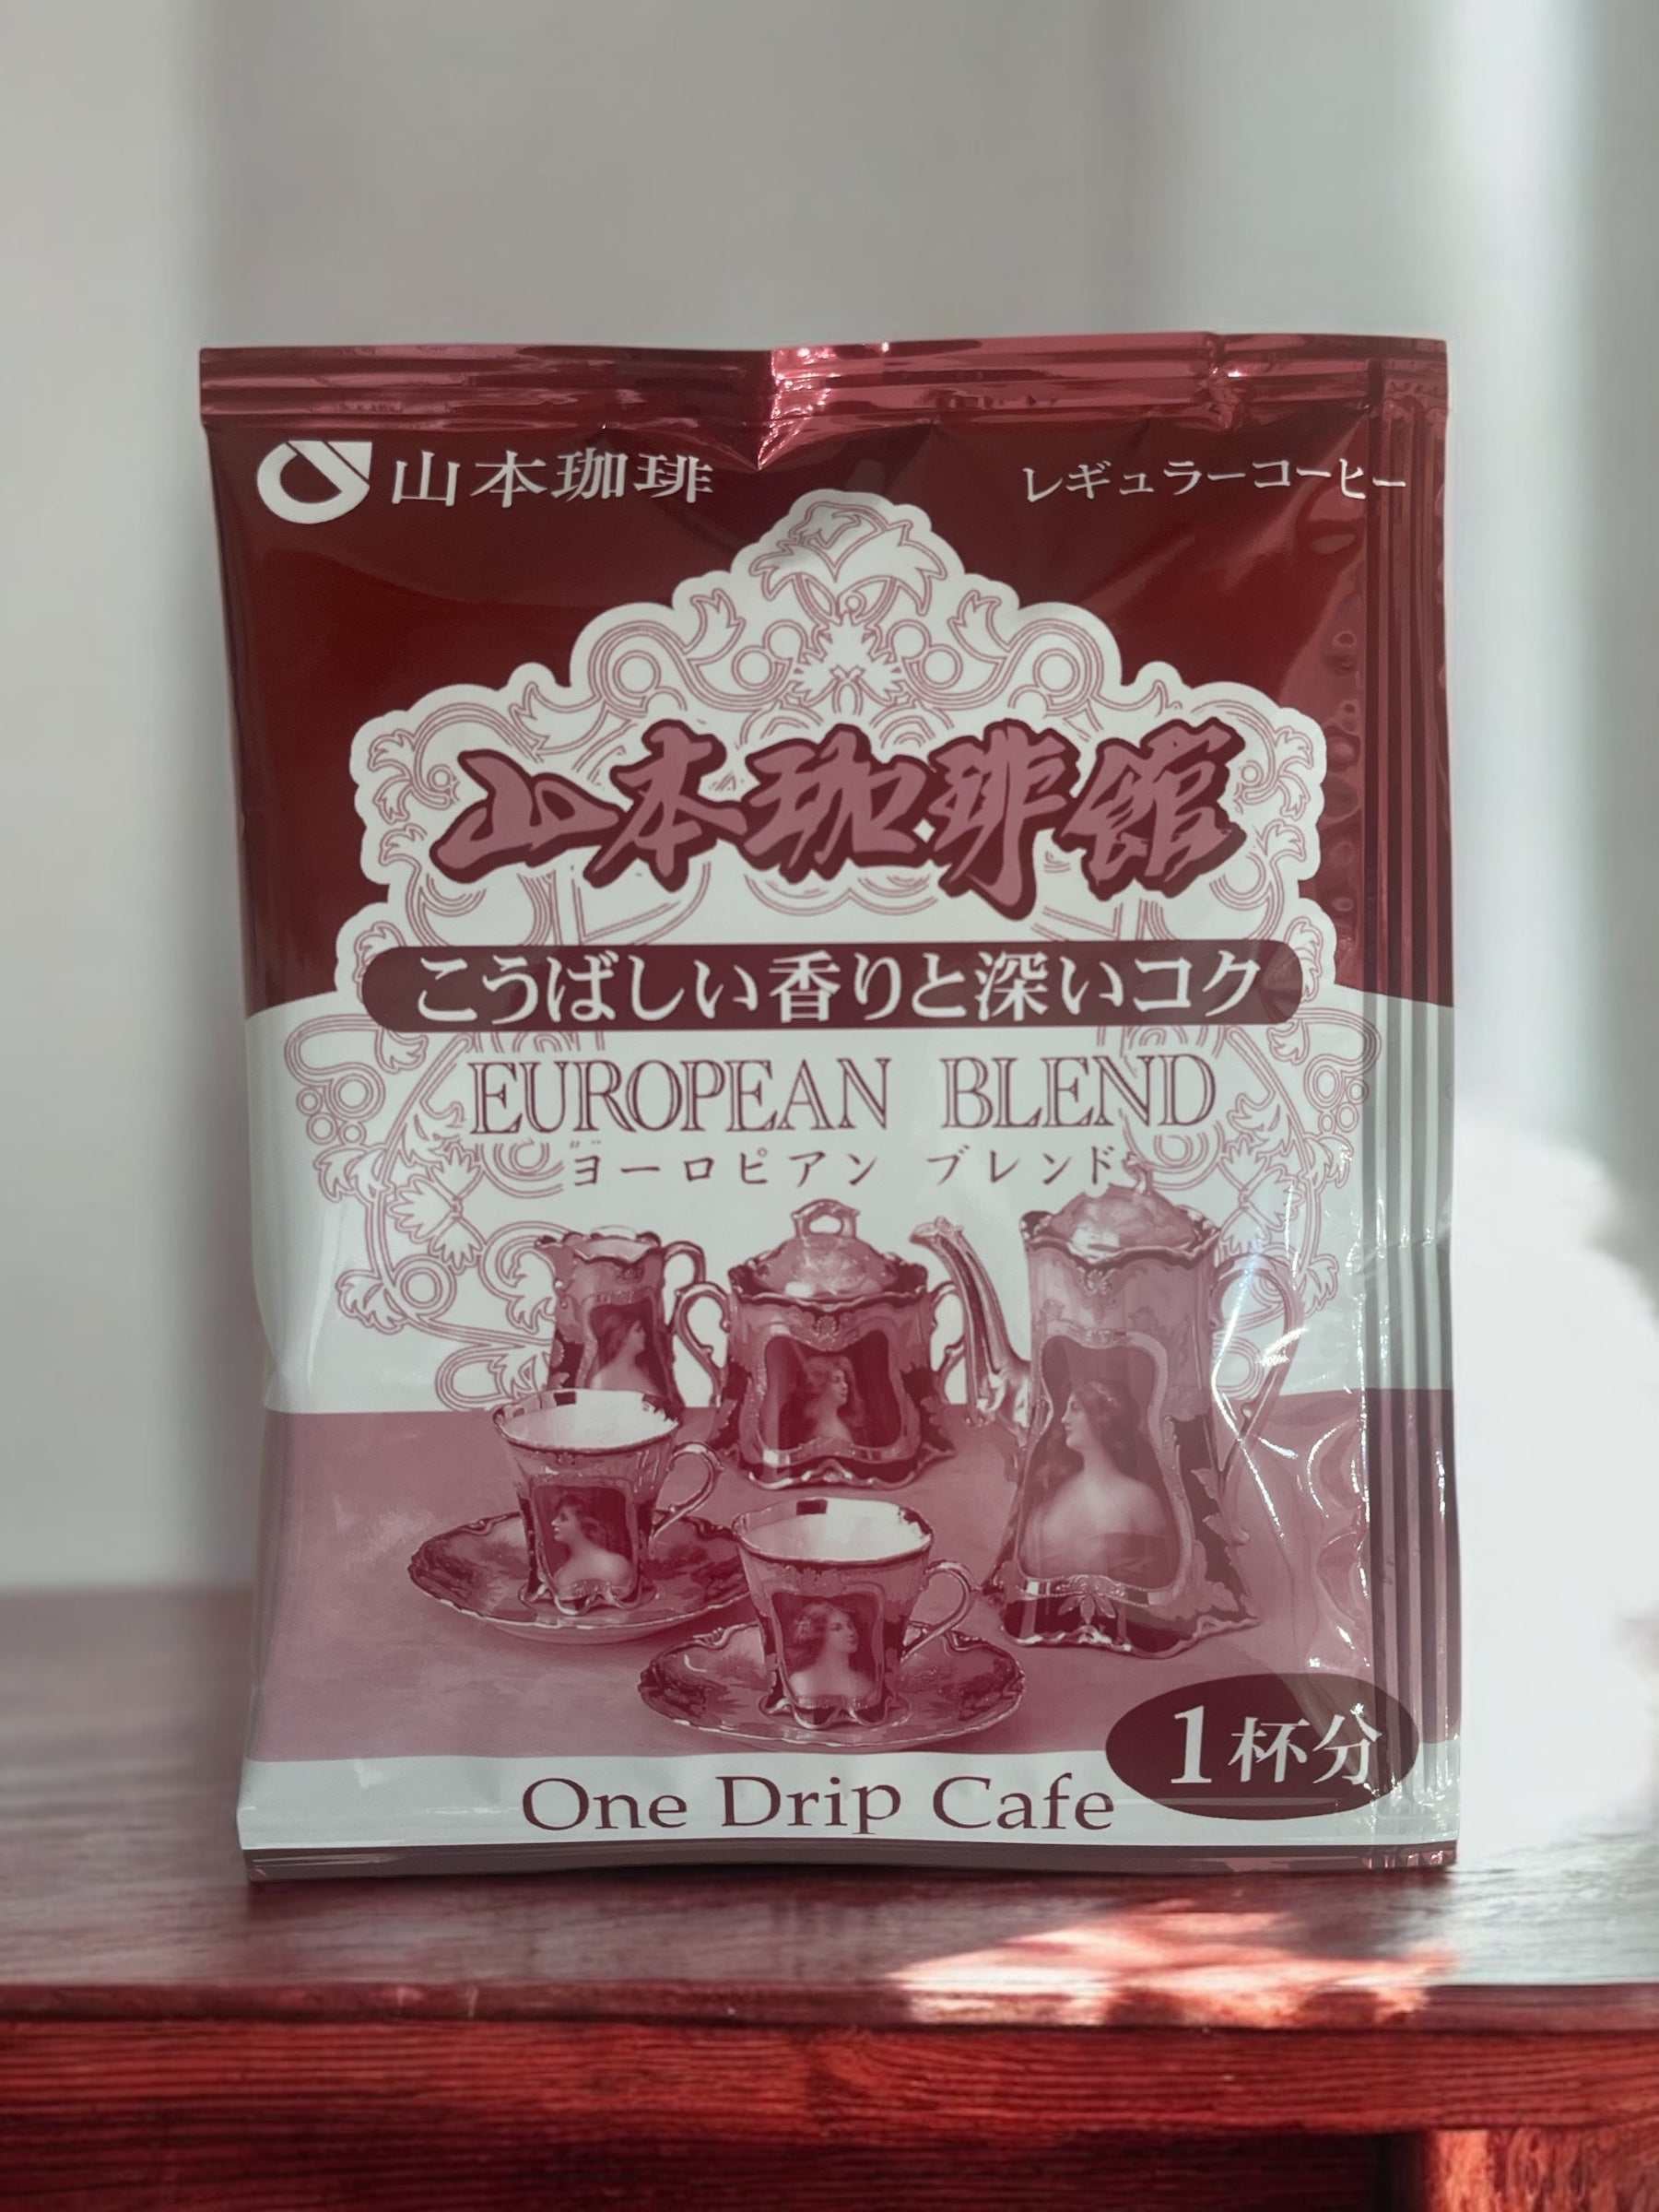 山本珈琲
レギュラーコーヒー
山本珈琲館
こうばしい香りと深いコク
EUROPEAN BLEND
ヨーロピアン ブレンド
1杯分
One Drip Cafe